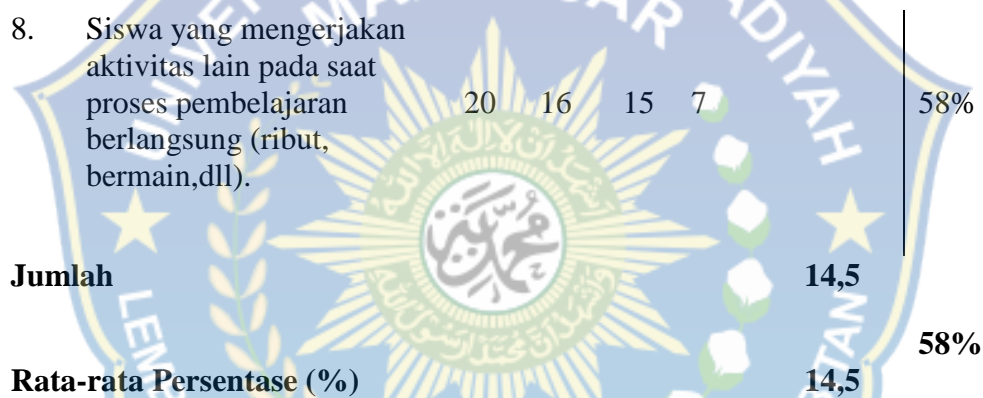 8. Siswa yang mengerjakan
aktivitas lain pada saat
proses pembelajaran 20 16 15 7 58%
berlangsung (ribut,
bermain,dll).
Jumlah 14,5
58%
Rata-rata Persentase (%) 14,5